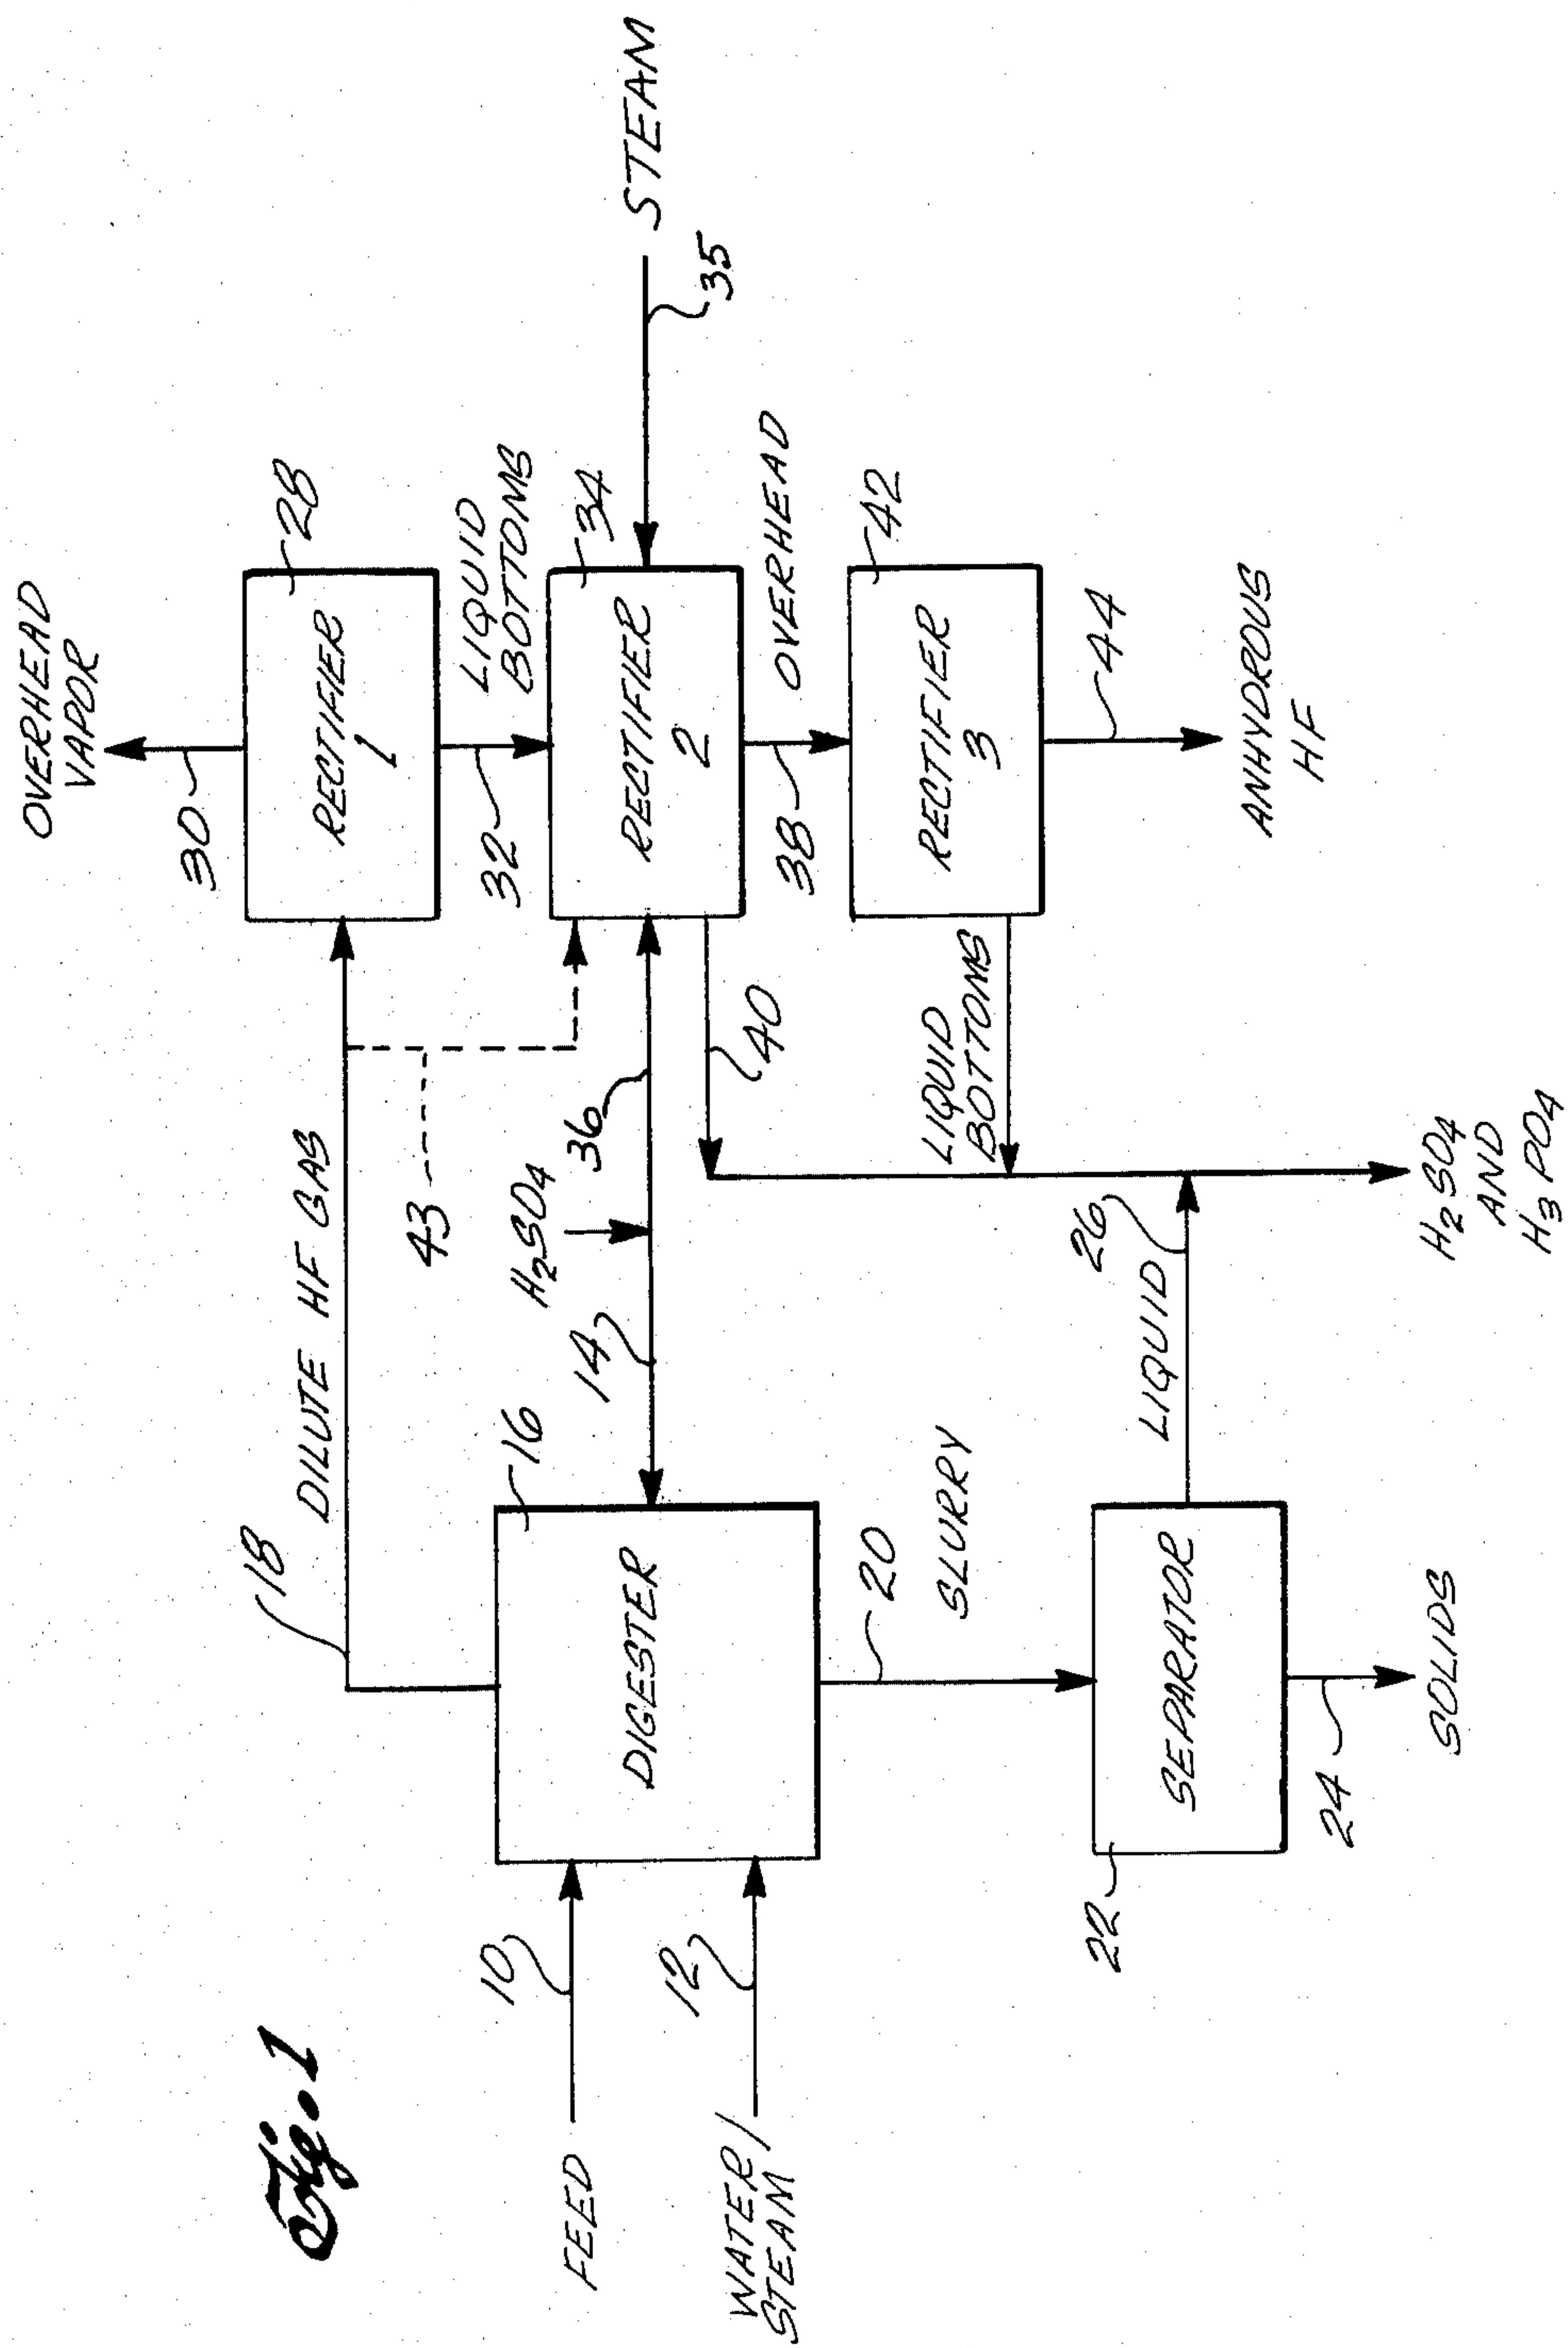 Fig. 1
OVERHEAD
VAPOR
30
28
RECTIFIER
1
18
DILUTE HF GAS
43
32
LIQUID
BOTTOMS
34
RECTIFIER
2
STEAM
35
H2SO4
36
14
16
DIGESTER
10
FEED
12
WATER/
STEAM
40
38
OVERHEAD
42
RECTIFIER
3
LIQUID
BOTTOMS
44
ANHYDROUS
HF
20
SLURRY
22
SEPARATOR
LIQUID
26
24
SOLIDS
H2SO4
AND
H3PO4